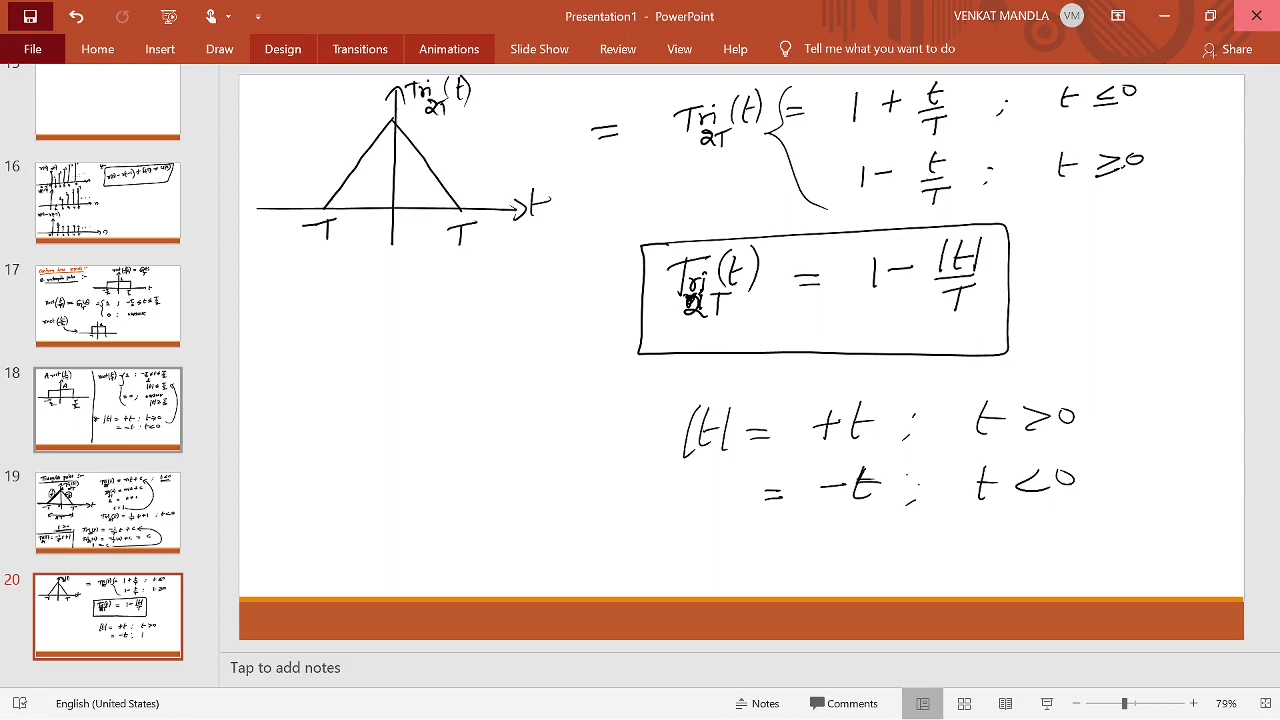 Presentation1 - PowerPoint
VENKAT MANDLA
VM
File Home Insert Draw Design Transitions Animations Slide Show Review View Help Tell me what you want to do Share
16
17
18
19
20
Tri2T(t)
-T T t
= Tri2T(t) = 1 + t/T ; t ≤ 0
1 - t/T ; t ≥ 0
Tri2T(t) = 1 - |t|/T
|t| = +t ; t > 0
= -t ; t < 0
Tap to add notes
English (United States) Notes Comments 79%